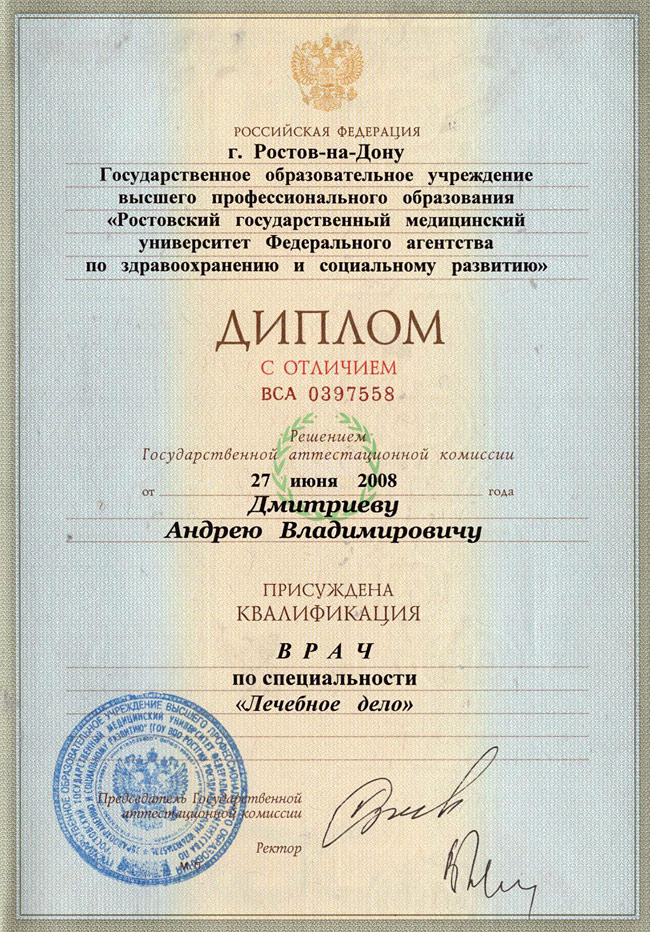 РОССИЙСКАЯ ФЕДЕРАЦИЯ
г. Ростов-на-Дону
Государственное образовательное учреждение
высшего профессионального образования
«Ростовский государственный медицинский
университет Федерального агентства
по здравоохранению и социальному развитию»
ДИПЛОМ
С ОТЛИЧИЕМ
ВСА 0397558
Решением
Государственной аттестационной комиссии
от 27 июня 2008 года
Дмитриеву
Андрею Владимировичу
ПРИСУЖДЕНА
КВАЛИФИКАЦИЯ
ВРАЧ
по специальности
«Лечебное дело»
Председатель Государственной
аттестационной комиссии
Ректор
М.П.